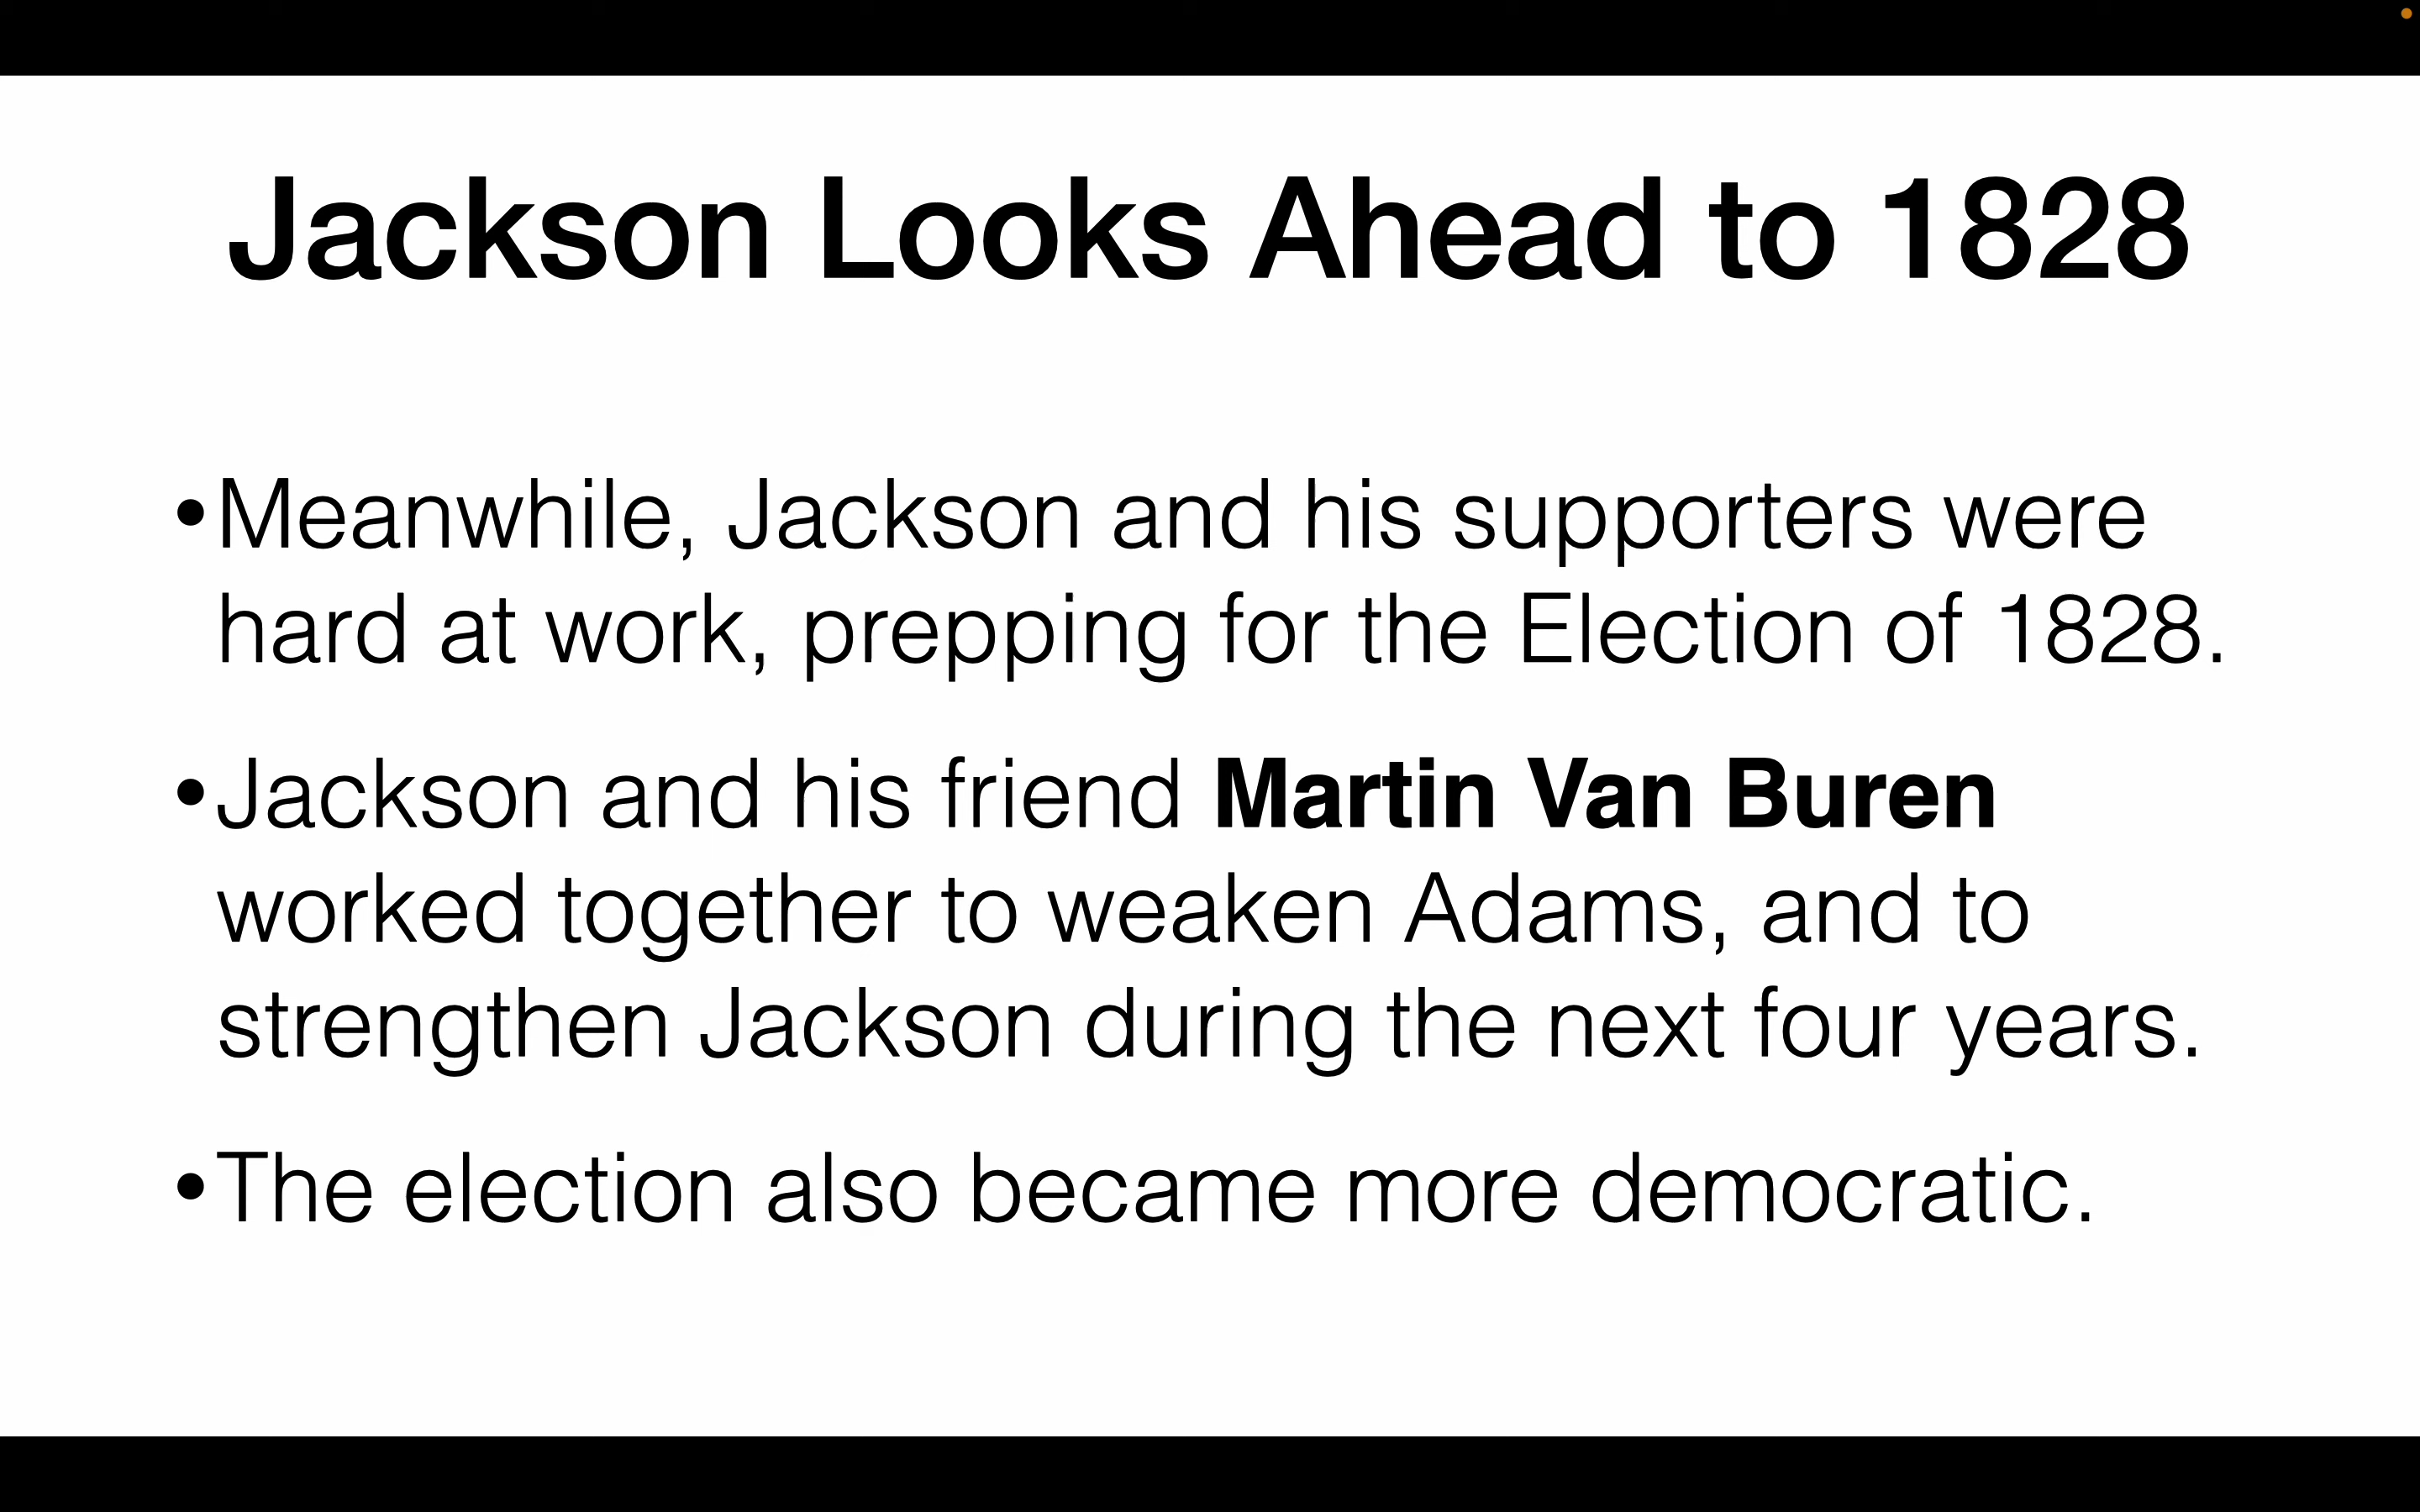 Jackson Looks Ahead to 1828
•Meanwhile, Jackson and his supporters were
hard at work, prepping for the Election of 1828.
•Jackson and his friend Martin Van Buren
worked together to weaken Adams, and to
strengthen Jackson during the next four years.
•The election also became more democratic.